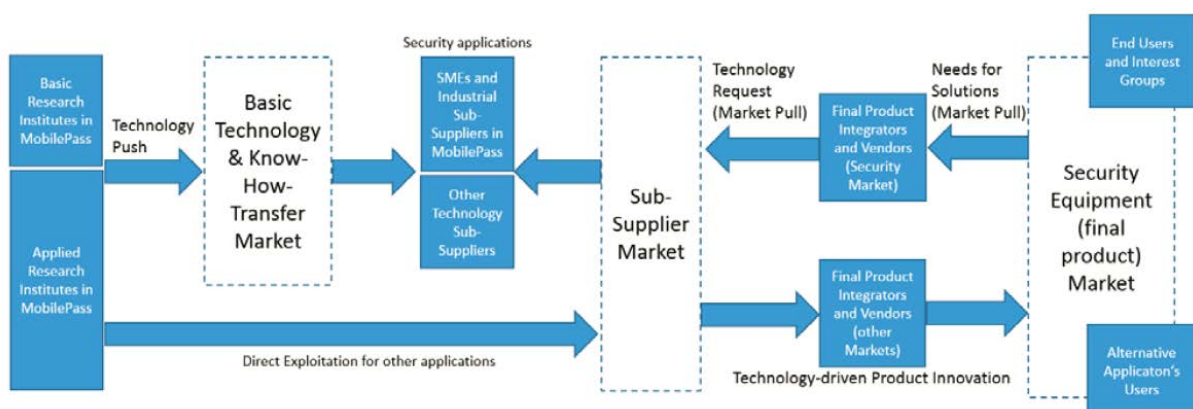 Basic
Research
Institutes in
MobilePass
Applied
Research
Institutes in
MobilePass
Technology
Push
Basic
Technology
& Know-
How-
Transfer
Market
Security applications
SMEs and
Industrial
Sub-
Suppliers in
MobilePass
Other
Technology
Sub-
Suppliers
Direct Exploitation for other applications
Sub-
Supplier
Market
Technology
Request
(Market Pull)
Final Product
Integrators
and Vendors
(Security
Market)
Needs for
Solutions
(Market Pull)
Final Product
Integrators
and Vendors
(other
Markets)
Technology-driven Product Innovation
End Users
and Interest
Groups
Security
Equipment
(final
product)
Market
Alternative
Applicaton's
Users